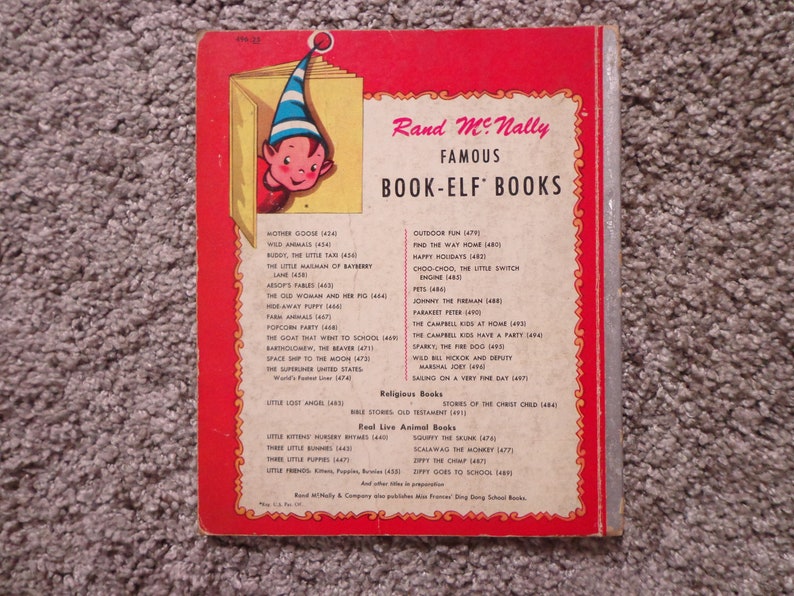 496:25
Rand McNally
FAMOUS
BOOK-ELF* BOOKS
MOTHER GOOSE (424)
WILD ANIMALS (454)
BUDDY, THE LITTLE TAXI (456)
THE LITTLE MAILMAN OF BAYBERRY
LANE (458)
AESOP'S FABLES (463)
THE OLD WOMAN AND HER PIG (464)
HIDE-AWAY PUPPY (466)
FARM ANIMALS (467)
POPCORN PARTY (468)
THE GOAT THAT WENT TO SCHOOL (469)
BARTHOLOMEW, THE BEAVER (471)
SPACE SHIP TO THE MOON (473)
THE SUPERLINER UNITED STATES:
World's Fastest Liner (474)
OUTDOOR FUN (479)
FIND THE WAY HOME (480)
HAPPY HOLIDAYS (482)
CHOO-CHOO, THE LITTLE SWITCH
ENGINE (485)
PETS (486)
JOHNNY THE FIREMAN (488)
PARAKEET PETER (490)
THE CAMPBELL KIDS AT HOME (493)
THE CAMPBELL KIDS HAVE A PARTY (494)
SPARKY, THE FIRE DOG (495)
WILD BILL HICKOK AND DEPUTY
MARSHAL JOEY (496)
SAILING ON A VERY FINE DAY (497)
Religious Books
LITTLE LOST ANGEL (483)
STORIES OF THE CHRIST CHILD (484)
BIBLE STORIES: OLD TESTAMENT (491)
Real Live Animal Books
LITTLE KITTENS' NURSERY RHYMES (440)
THREE LITTLE BUNNIES (443)
THREE LITTLE PUPPIES (447)
LITTLE FRIENDS: Kittens, Puppies, Bunnies (455)
SQUIFFY THE SKUNK (476)
SCALAWAG THE MONKEY (477)
ZIPPY THE CHIMP (487)
ZIPPY GOES TO SCHOOL (489)
And other titles in preparation
Rand McNally & Company also publishes Miss Frances' Ding Dong School Books.
*Reg. U.S. Pat. Of.